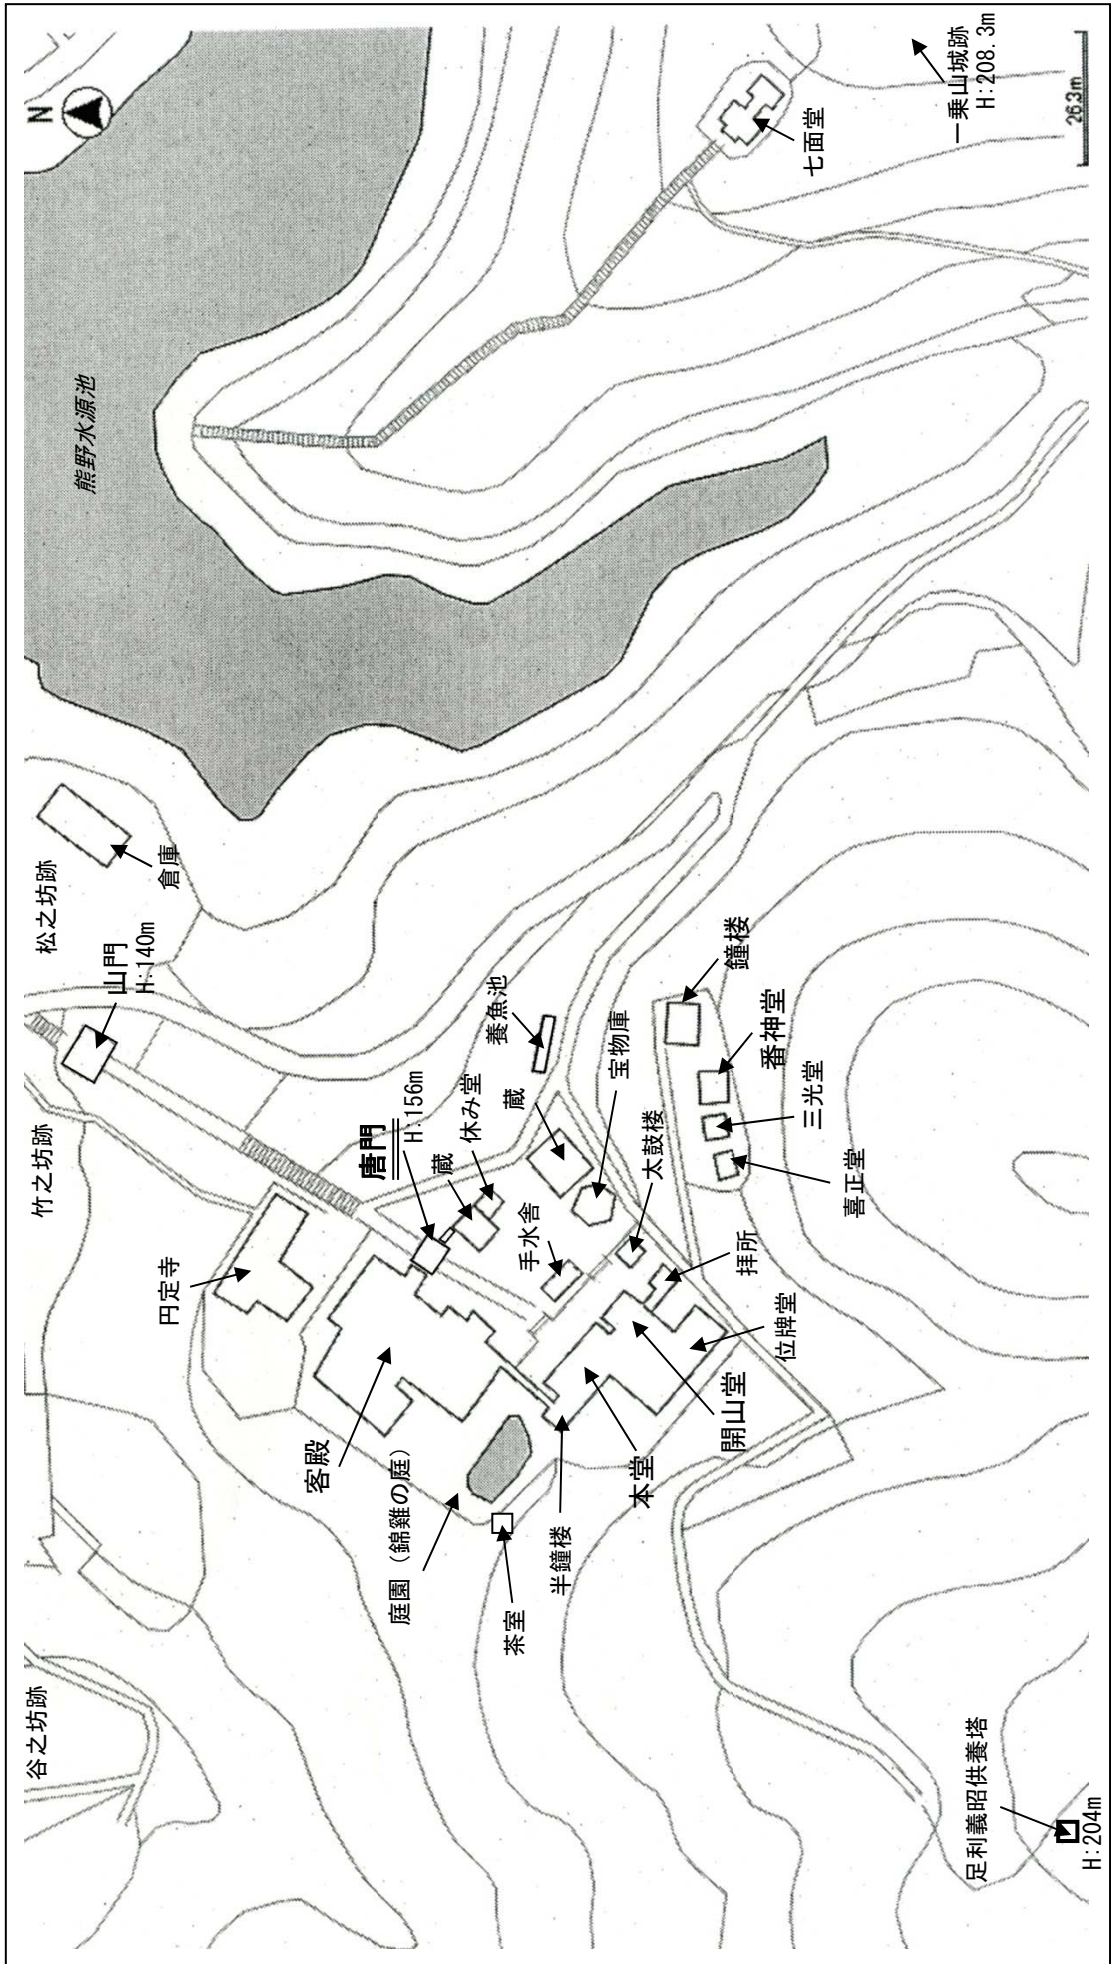 谷之坊跡
竹之坊跡
松之坊跡
N
熊野水源池
山門
H:140m
円定寺
倉庫
客殿
唐門
H:156m
庭園（錦雞の庭）
蔵
休み堂
養魚池
茶室
蔵
手水舎
半鐘楼
宝物庫
本堂
太鼓楼
開山堂
鐘楼
拝所
番神堂
位牌堂
三光堂
七面堂
喜正堂
一乗山城跡
H:208.3m
足利義昭供養塔
H:204m
26.3m